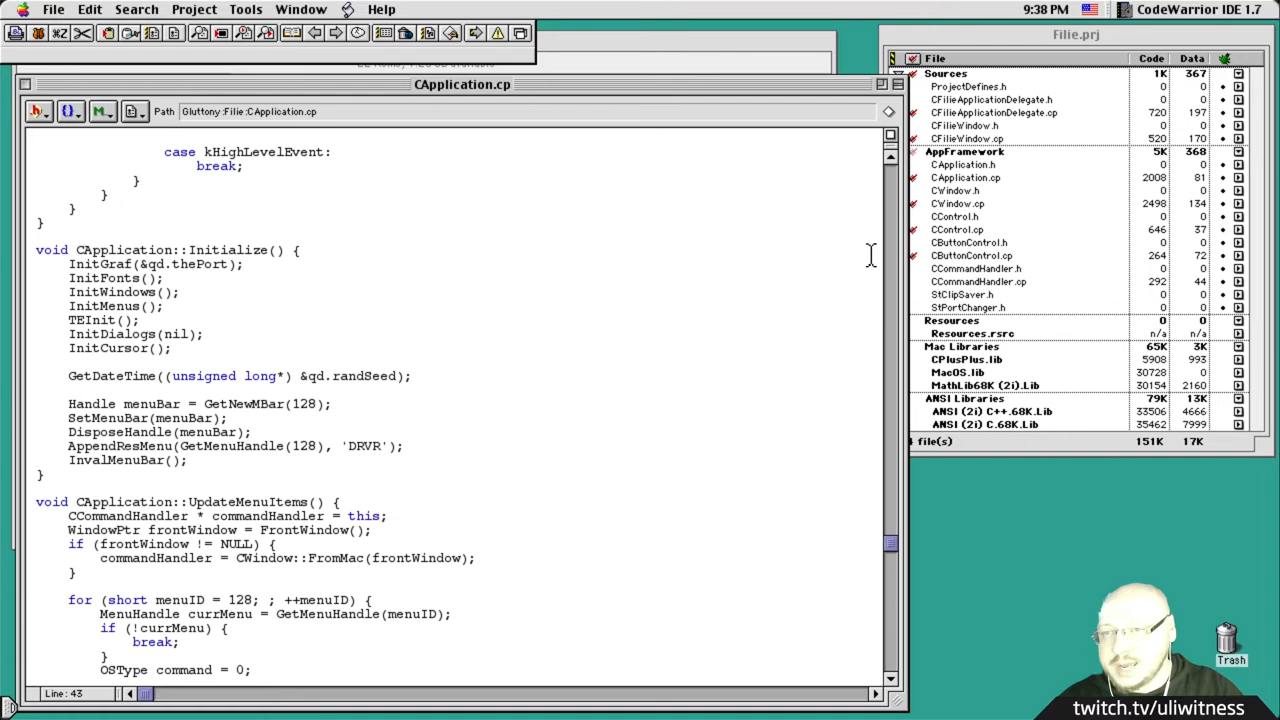 File Edit Search Project Tools Window Help 9:38 PM CodeWarrior IDE 1.7
Filie.prj
File Code Data
Sources 1K 367
ProjectDefines.h 0 0
CFilieApplicationDelegate.h 0 0
CFilieApplicationDelegate.cp 720 197
CFilieWindow.h 0 0
CFilieWindow.cp 520 170
AppFramework 5K 368
CApplication.h 0 0
CApplication.cp 2008 81
CWindow.h 0 0
CWindow.cp 2498 134
CControl.h 0 0
CControl.cp 646 37
CButtonControl.h 0 0
CButtonControl.cp 264 72
CCommandHandler.h 0 0
CCommandHandler.cp 292 44
StClipSaver.h 0 0
StPortChanger.h 0 0
Resources 0 0
Resources.rsrc n/a n/a
Mac Libraries 65K 3K
CPlusPlus.lib 5908 993
MacOS.lib 30728 0
MathLib68K (2i).Lib 30154 2160
ANSI Libraries 79K 13K
ANSI (2i) C++.68K.Lib 33506 4666
ANSI (2i) C.68K.Lib 35462 7999
file(s) 151K 17K
CApplication.cp
Path Gluttony:Filie:CApplication.cp
case kHighLevelEvent:
break;
}
}
}
}
void CApplication::Initialize() {
InitGraf(&qd.thePort);
InitFonts();
InitWindows();
InitMenus();
TEInit();
InitDialogs(nil);
InitCursor();
GetDateTime((unsigned long*) &qd.randSeed);
Handle menuBar = GetNewMBar(128);
SetMenuBar(menuBar);
DisposeHandle(menuBar);
AppendResMenu(GetMenuHandle(128), 'DRVR');
InvalMenuBar();
}
void CApplication::UpdateMenuItems() {
CCommandHandler * commandHandler = this;
WindowPtr frontWindow = FrontWindow();
if (frontWindow != NULL) {
commandHandler = CWindow::FromMac(frontWindow);
}
for (short menuID = 128; ; ++menuID) {
MenuHandle currMenu = GetMenuHandle(menuID);
if (!currMenu) {
break;
}
OSType command = 0;
Line: 43
Trash
twitch.tv/uliwitness